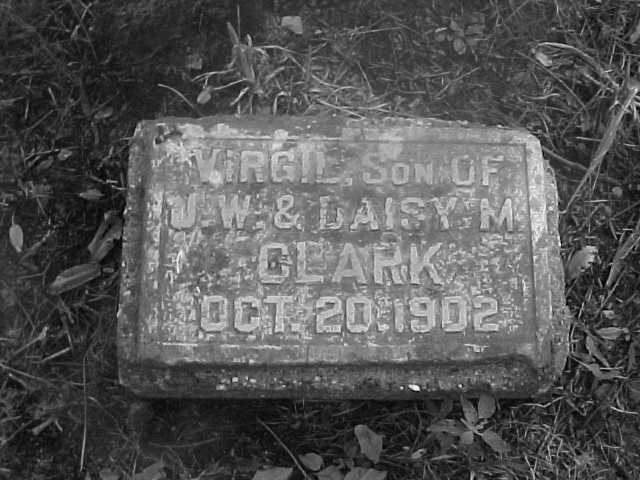 VIRGIL, SON OF
J.W. & DAISY M
CLARK
OCT. 20.1902